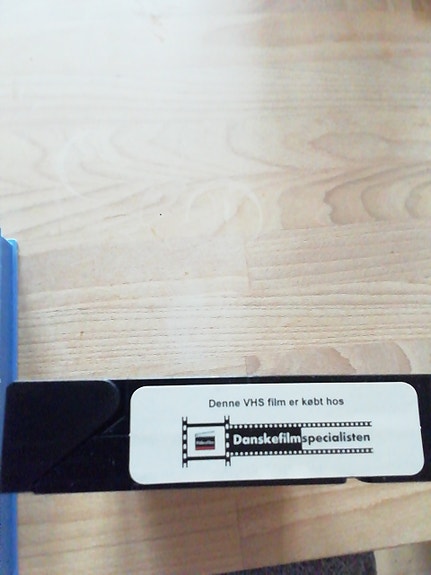 Denne VHS film er købt hos
Danskefilmspecialisten